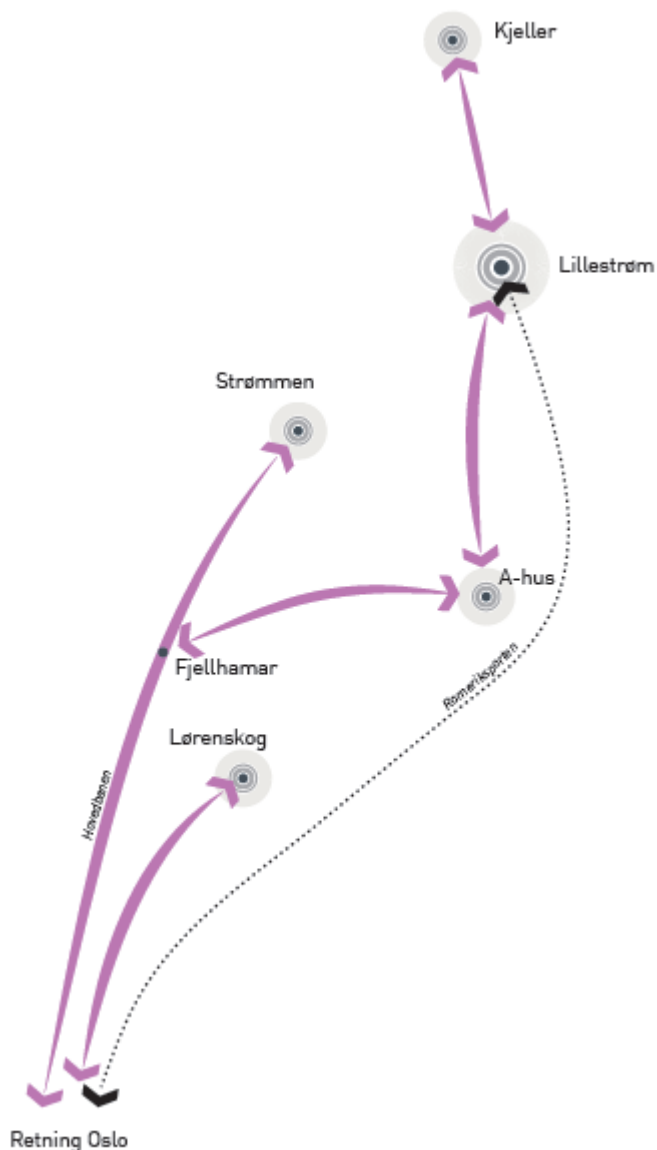 Kjeller
Lillestrøm
Strømmen
A-hus
Fjellhamar
Romeriksporten
Lørenskog
Hovedbanen
Retning Oslo